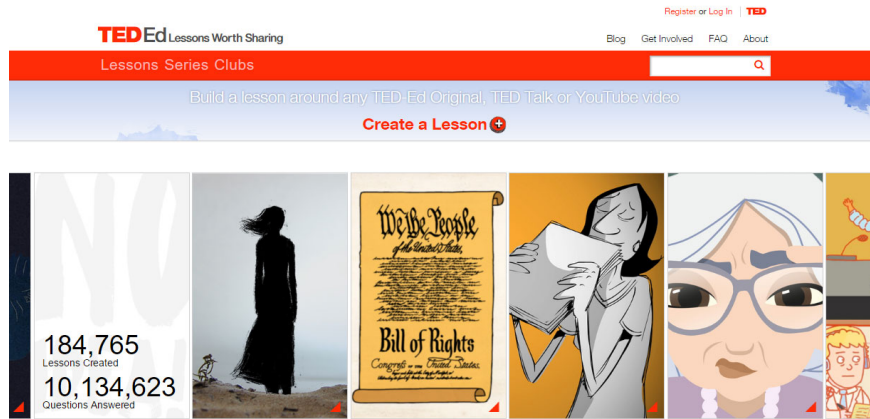 Register or Log In | TED
TEDEd Lessons Worth Sharing
Blog Get Involved FAQ About
Lessons Series Clubs
Build a lesson around any TED-Ed Original, TED Talk or YouTube video
Create a Lesson
NO
184,765
Lessons Created
10,134,623
Questions Answered
We the People
of the United States,
Bill of Rights
Congress OF THE United States,